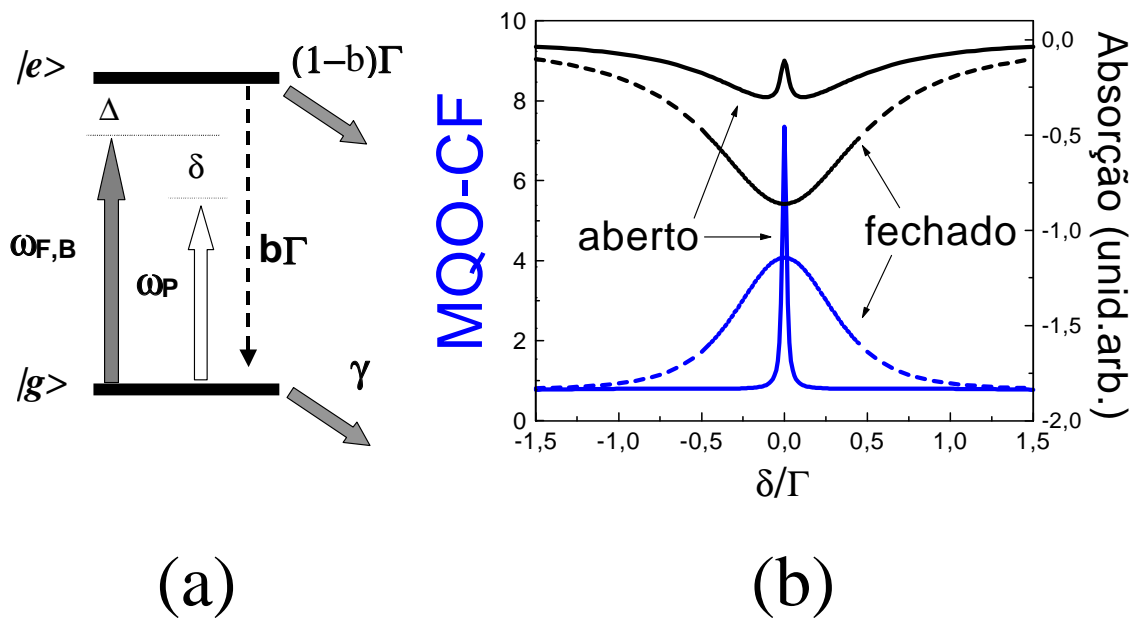 |e>
(1–b)Γ
Δ
δ
ω_F,B
ω_P
bΓ
|g>
γ
(a)
MQO-CF
10
8
6
4
2
0
aberto
fechado
0,0
-0,5
-1,0
-1,5
-2,0
Absorção (unid.arb.)
-1,5
-1,0
-0,5
0,0
0,5
1,0
1,5
δ/Γ
(b)